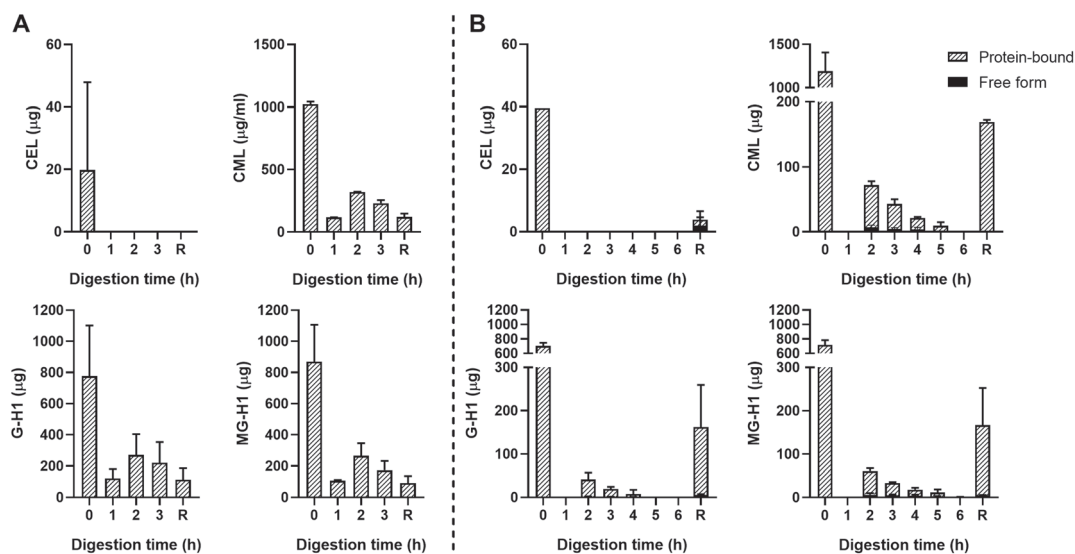 A
B
60
40
20
0
CEL (µg)
0 1 2 3 R
Digestion time (h)
1500
1000
500
0
CML (µg/ml)
0 1 2 3 R
Digestion time (h)
60
40
20
0
CEL (µg)
0 1 2 3 4 5 6 R
Digestion time (h)
1500
1000
200
100
0
CML (µg)
0 1 2 3 4 5 6 R
Digestion time (h)
Protein-bound
Free form
1200
1000
800
600
400
200
0
G-H1 (µg)
0 1 2 3 R
Digestion time (h)
1200
1000
800
600
400
200
0
MG-H1 (µg)
0 1 2 3 R
Digestion time (h)
1200
1000
800
600
300
200
100
0
G-H1 (µg)
0 1 2 3 4 5 6 R
Digestion time (h)
1200
1000
800
600
300
200
100
0
MG-H1 (µg)
0 1 2 3 4 5 6 R
Digestion time (h)